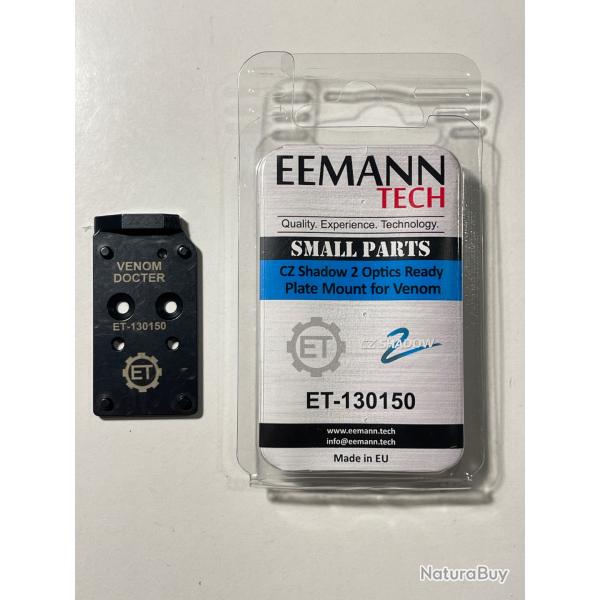 VENOM
DOCTER
ET-130150
ET
EEMANN
TECH
Quality. Experience. Technology.
SMALL PARTS
CZ Shadow 2 Optics Ready
Plate Mount for Venom
ET
CZ SHADOW 2
ET-130150
www.eemann.tech
info@eemann.tech
Made in EU
NaturaBuy